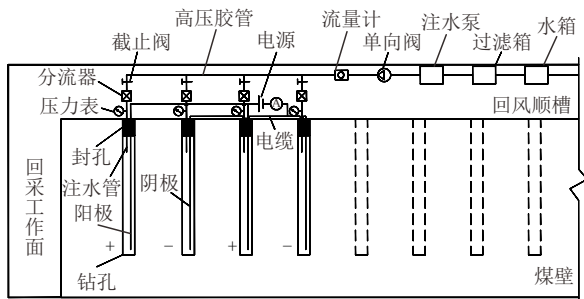 高压胶管
截止阀
电源
流量计
单向阀
注水泵
过滤箱
水箱
分流器
压力表
A
回风顺槽
电缆
封孔
注水管
阳极
阴极
回采工作面
+
−
+
−
钻孔
煤壁